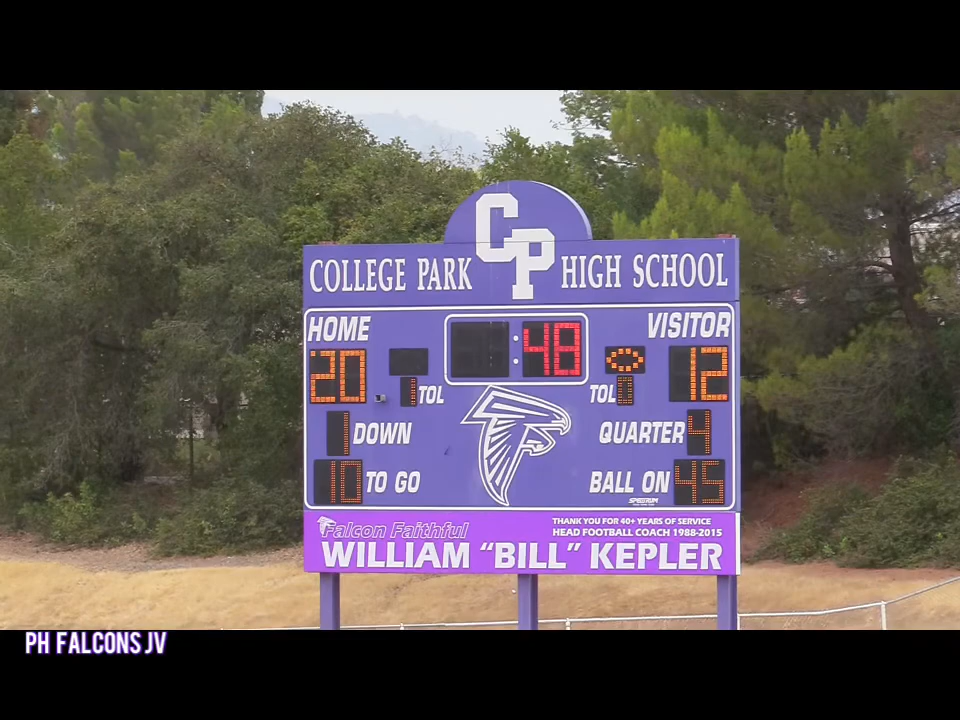 CP
COLLEGE PARK HIGH SCHOOL
HOME :48 VISITOR
20 12
1 TOL TOL 0
1 DOWN QUARTER 4
10 TO GO BALL ON 45
SPECTRUM
Falcon Faithful
THANK YOU FOR 40+ YEARS OF SERVICE
HEAD FOOTBALL COACH 1988-2015
WILLIAM "BILL" KEPLER
PH FALCONS JV